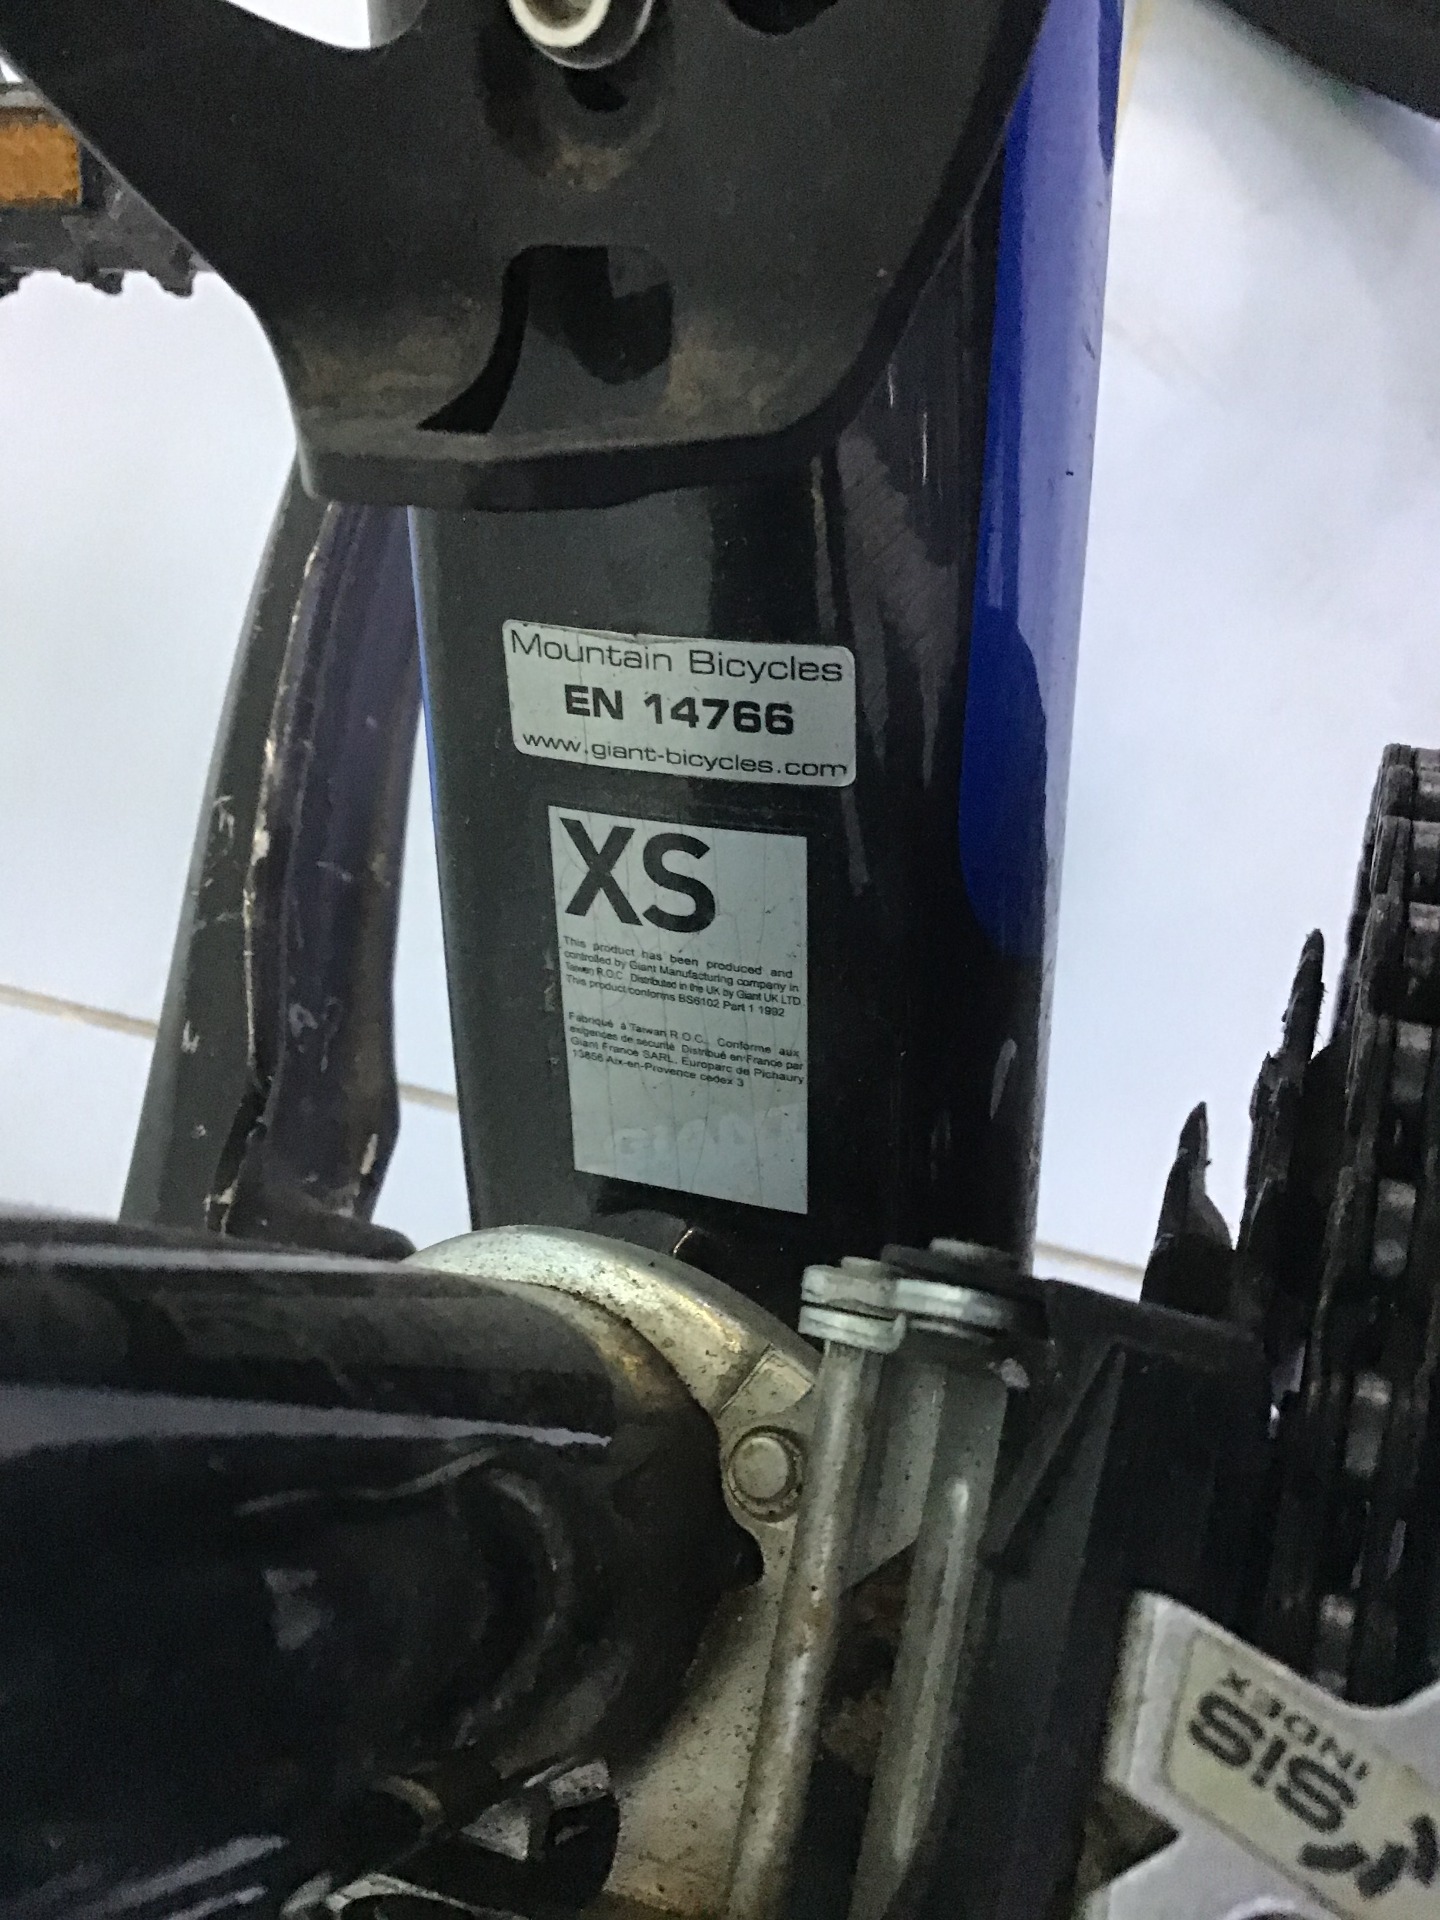 Mountain Bicycles
EN 14766
www.giant-bicycles.com
XS
This product has been produced and
controlled by Giant Manufacturing company in
Taiwan R.O.C. Distributed in the UK by Giant UK LTD
This product conforms BS6102 Part 1 1992
Fabriqué à Taiwan R.O.C., Conforme aux
exigences de sécurité Distribué en France par
Giant France SARL, Europarc de Pichaury
13856 Aix-en-Provence cedex 3
GIANT
SIS
INDEX